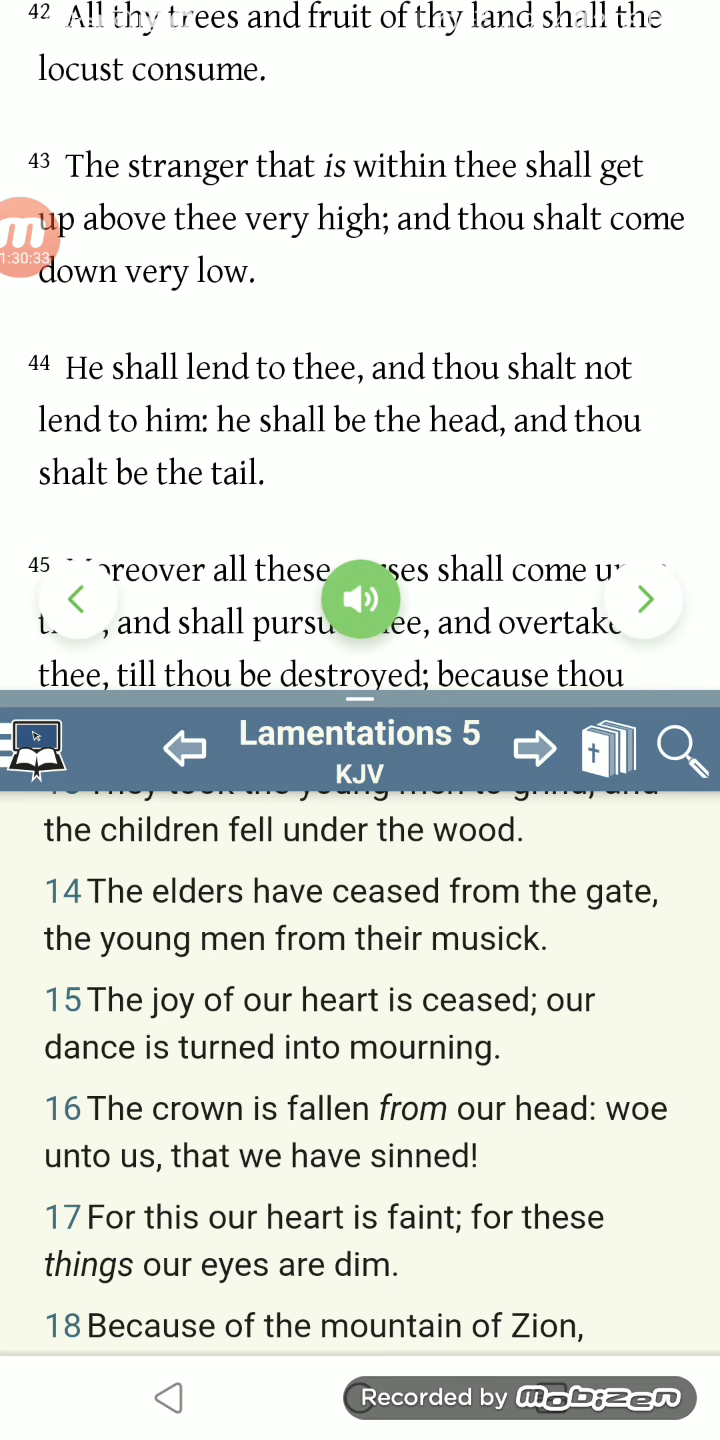 42 All thy trees and fruit of thy land shall the
locust consume.
43 The stranger that is within thee shall get
up above thee very high; and thou shalt come
1:30:33
down very low.
44 He shall lend to thee, and thou shalt not
lend to him: he shall be the head, and thou
shalt be the tail.
45 all these shall come
and shall and
thee, till thou be destroyed; because thou
Lamentations 5
KJV
the children fell under the wood.
14 The elders have ceased from the gate,
the young men from their musick.
15 The joy of our heart is ceased; our
dance is turned into mourning.
16 The crown is fallen from our head: woe
unto us, that we have sinned!
17 For this our heart is faint; for these
things our eyes are dim.
18 Because of the mountain of Zion,
Recorded by mobizen